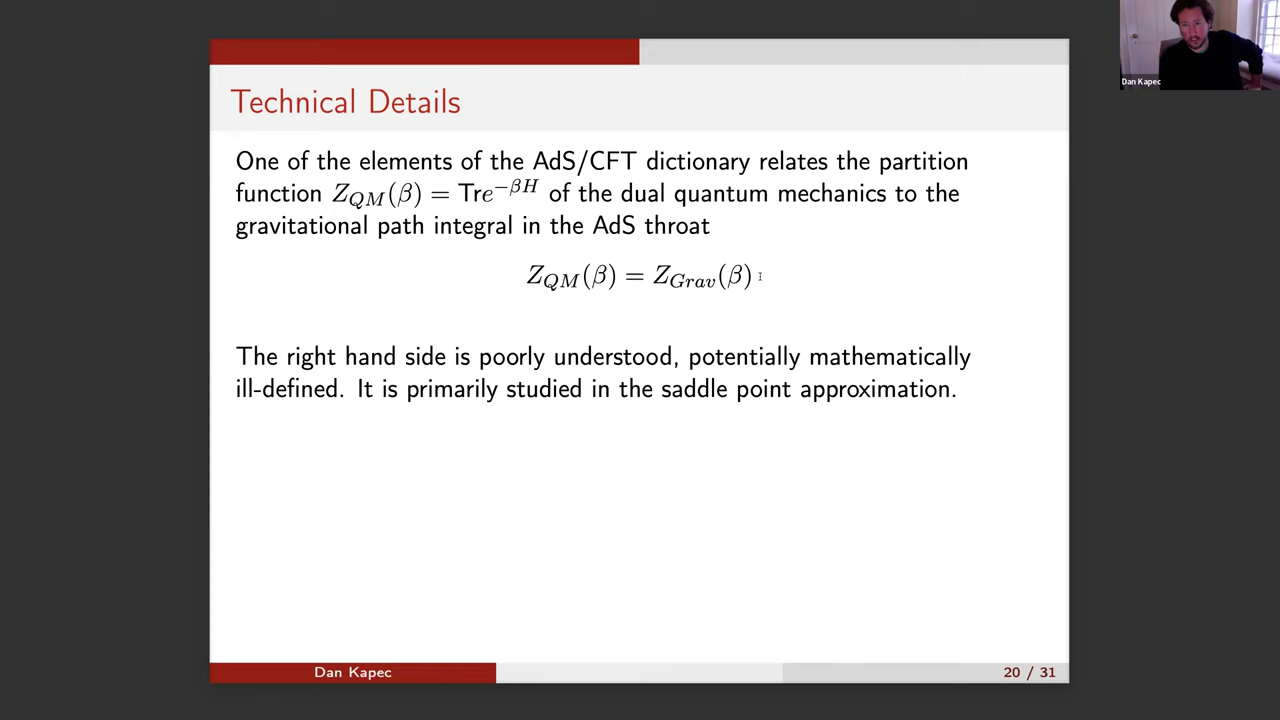 Dan Kapec
Technical Details
One of the elements of the AdS/CFT dictionary relates the partition
function Z_{QM}(β) = Tre^{−βH} of the dual quantum mechanics to the
gravitational path integral in the AdS throat
Z_{QM}(β) = Z_{Grav}(β)
The right hand side is poorly understood, potentially mathematically
ill-defined. It is primarily studied in the saddle point approximation.
Dan Kapec
20 / 31